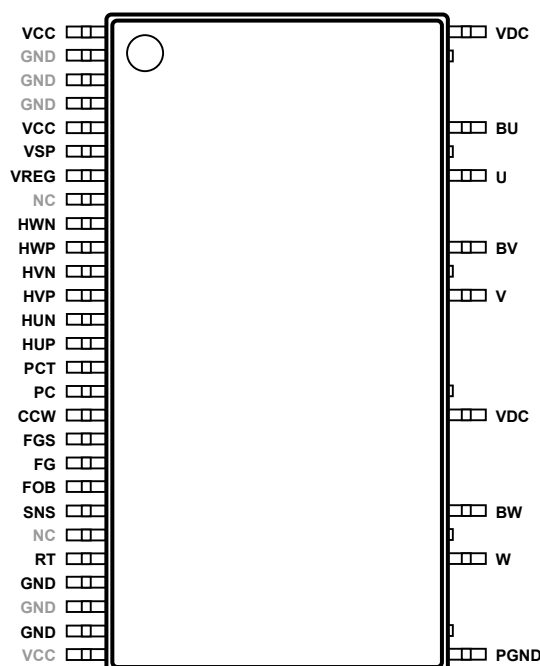 VCC
GND
GND
GND
VCC
VSP
VREG
NC
HWN
HWP
HVN
HVP
HUN
HUP
PCT
PC
CCW
FGS
FG
FOB
SNS
NC
RT
GND
GND
GND
VCC
VDC
BU
U
BV
V
VDC
BW
W
PGND